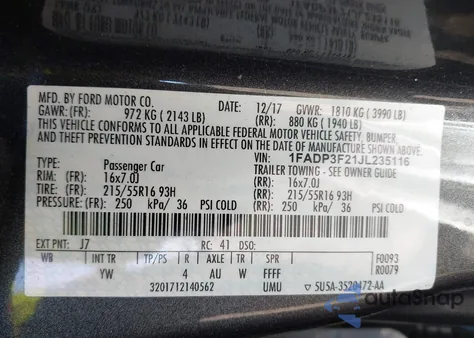 MFD. BY FORD MOTOR CO. DATE: 12/17 GVWR: 1810 KG (3990 LB)
GAWR: (FR): 972 KG (2143 LB) (RR): 880 KG (1940 LB)
THIS VEHICLE CONFORMS TO ALL APPLICABLE FEDERAL MOTOR VEHICLE SAFETY, BUMPER,
AND THEFT PREVENTION STANDARDS IN EFFECT ON THE DATE OF MANUFACTURE SHOWN ABOVE.
VIN: 1FADP3F21JL235116
TYPE: Passenger Car TRAILER TOWING - SEE OWNER GUIDE
RIM: (FR): 16x7.0J (RR): 16x7.0J
TIRE: (FR): 215/55R16 93H (RR): 215/55R16 93H
PRESSURE: (FR): 250 kPa/ 36 PSI COLD (RR): 250 kPa/ 36 PSI COLD
EXT PNT: J7 RC: 41 DSO: F0093
WB INT TR TP/PS R AXLE TR SPR R0079
YW 4 AU W FFFF
3201712140562 UMU ▽ 5U5A-3520472-AA
autoSnap